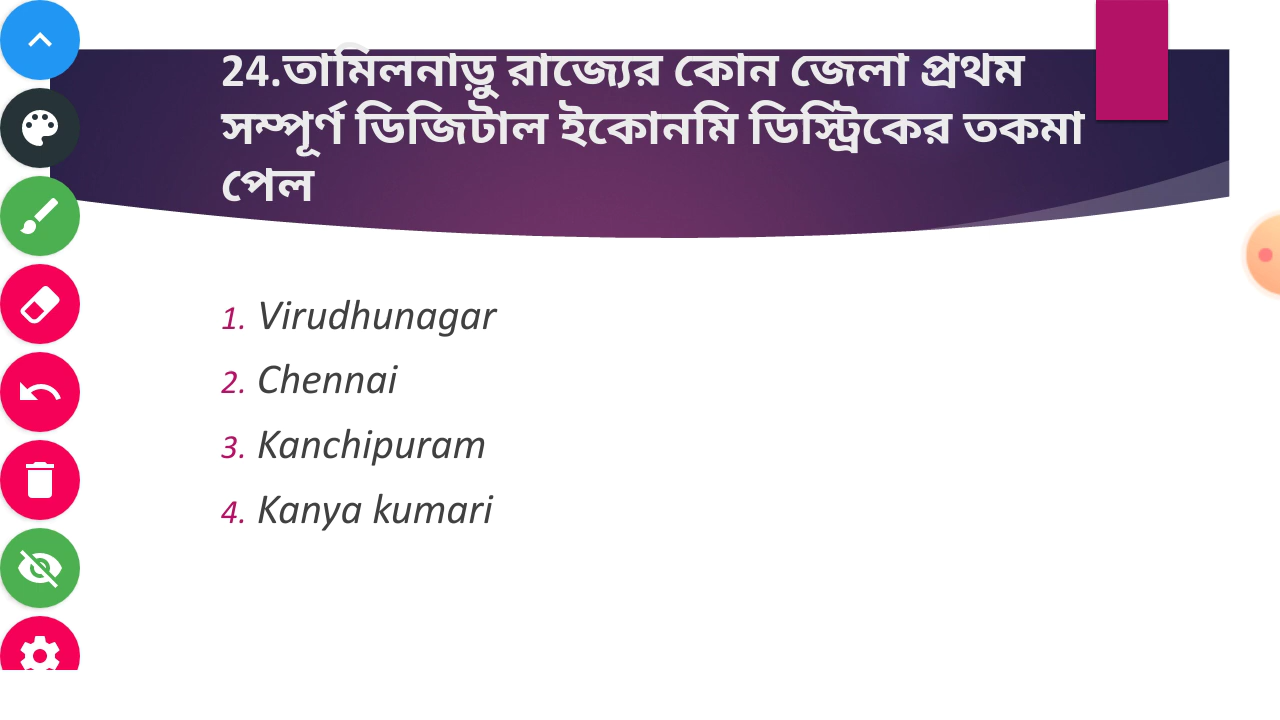 24.তামিলনাড়ু রাজ্যের কোন জেলা প্রথম
সম্পূর্ণ ডিজিটাল ইকোনমি ডিস্ট্রিকের তকমা
পেল
1. Virudhunagar
2. Chennai
3. Kanchipuram
4. Kanya kumari